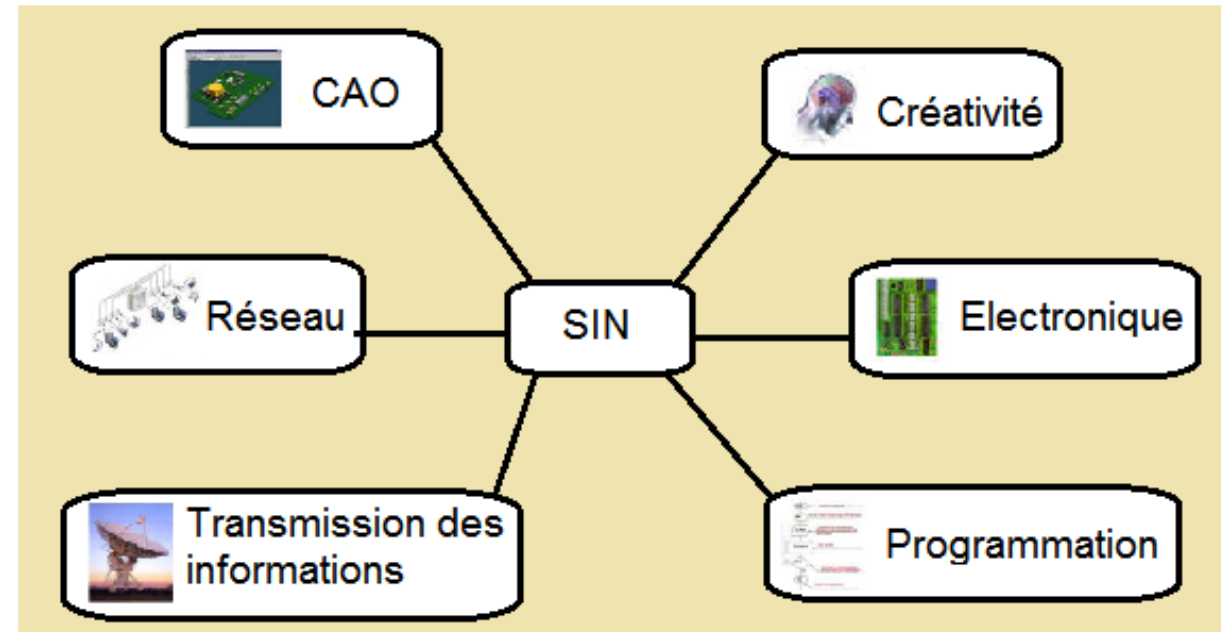 CAO
Créativité
Réseau
SIN
Electronique
Transmission des
informations
Programmation